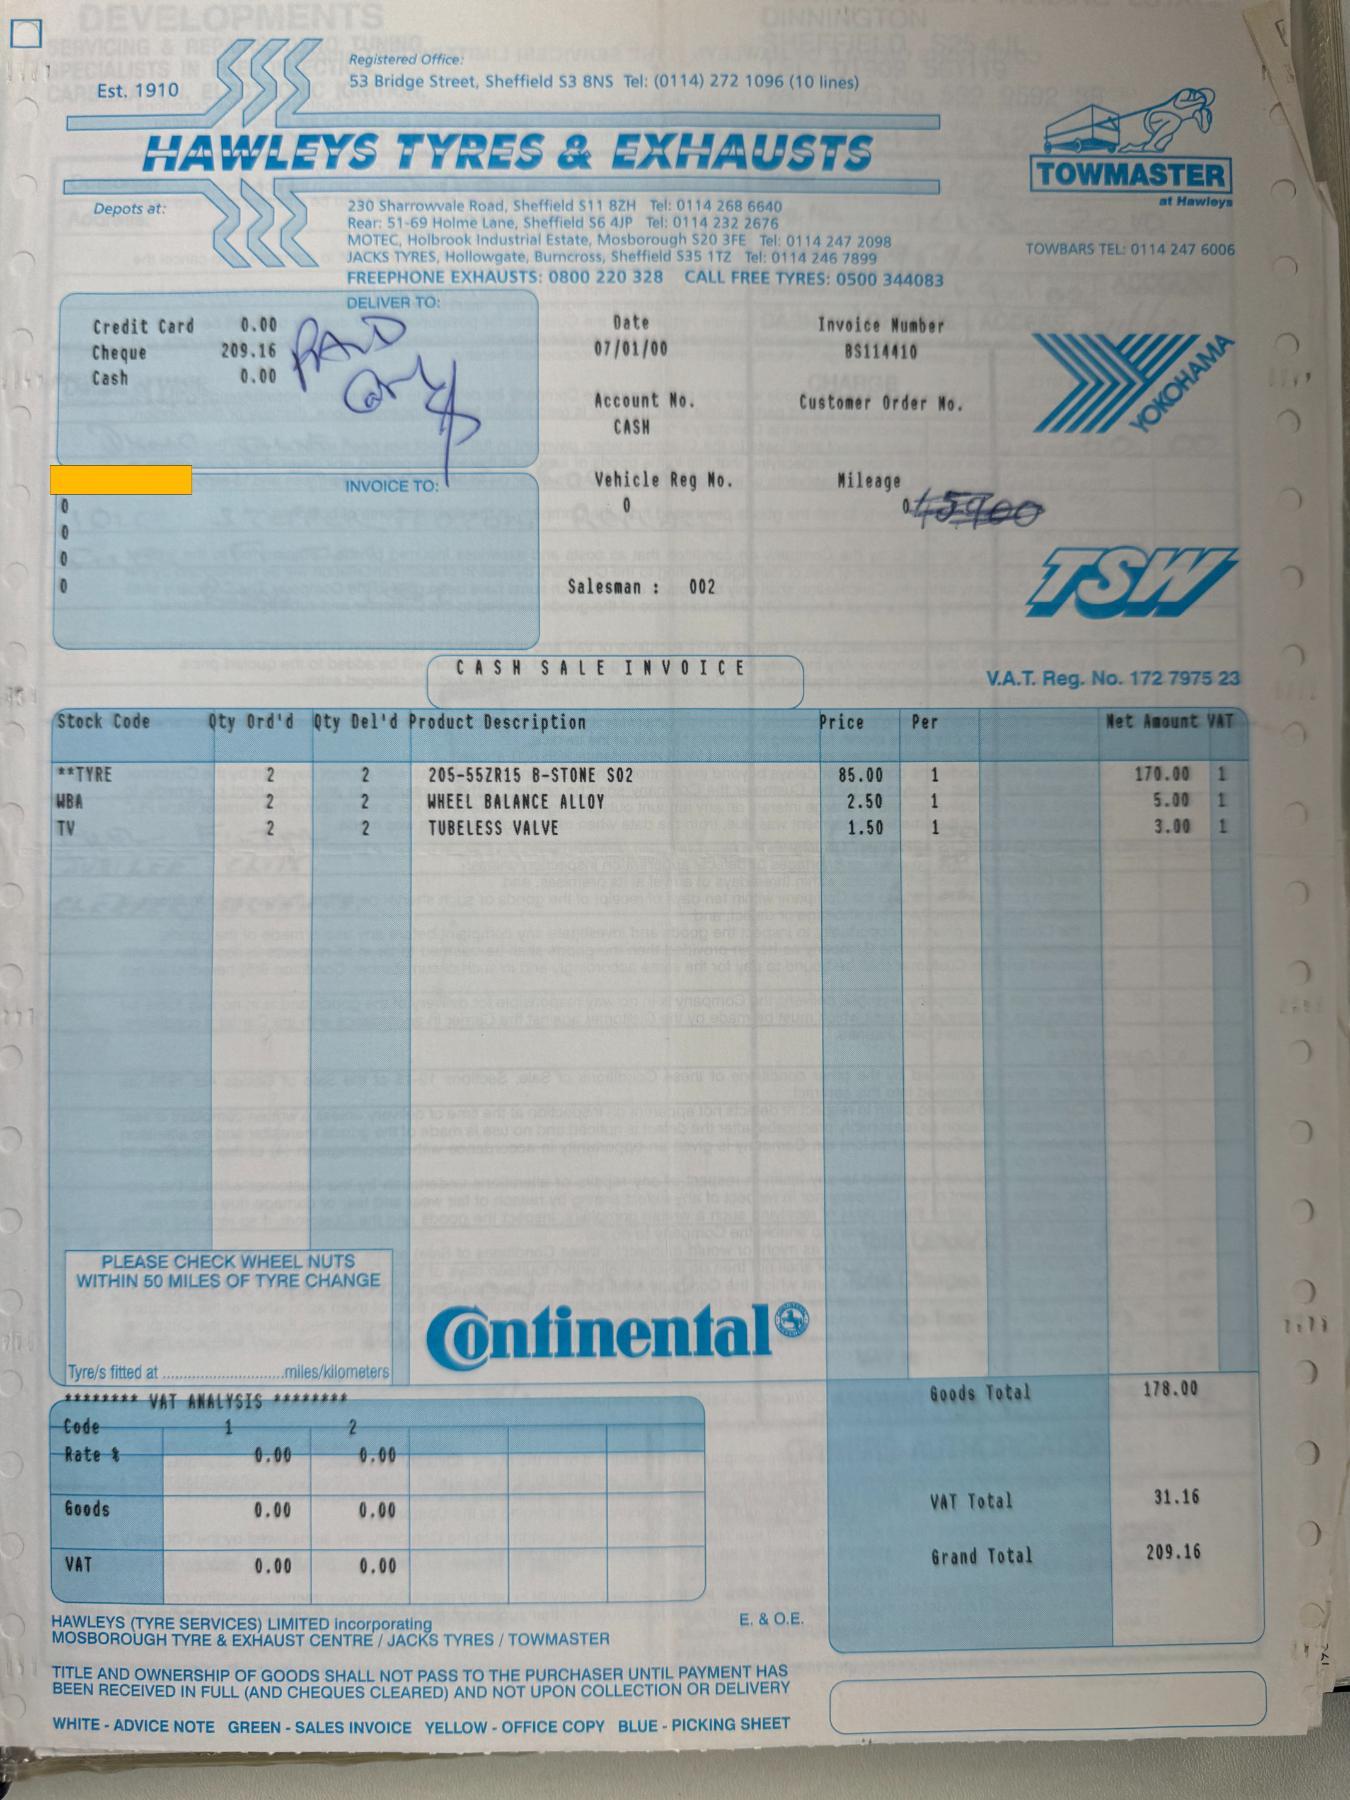 Est. 1910
Registered Office:
53 Bridge Street, Sheffield S3 8NS Tel: (0114) 272 1096 (10 lines)
HAWLEYS TYRES & EXHAUSTS
TOWMASTER
at Hawleys
Depots at:
230 Sharrowvale Road, Sheffield S11 8ZH Tel: 0114 268 6640
Rear: 51-69 Holme Lane, Sheffield S6 4JP Tel: 0114 232 2676
MOTEC, Holbrook Industrial Estate, Mosborough S20 3FE Tel: 0114 247 2098
JACKS TYRES, Hollowgate, Burncross, Sheffield S35 1TZ Tel: 0114 246 7899
TOWBARS TEL: 0114 247 6006
FREEPHONE EXHAUSTS: 0800 220 328 CALL FREE TYRES: 0500 344083
DELIVER TO:
Credit Card 0.00
Cheque 209.16
Cash 0.00
PAID
Date
07/01/00
Invoice Number
BS114410
YOKOHAMA
Account No.
CASH
Customer Order No.
INVOICE TO:
0
0
0
0
Vehicle Reg No.
0
Mileage
0 45900
Salesman : 002
TSW
CASH SALE INVOICE
V.A.T. Reg. No. 172 7975 23
Stock Code Qty Ord'd Qty Del'd Product Description Price Per Net Amount VAT
**TYRE 2 2 205-55ZR15 B-STONE S02 85.00 1 170.00 1
WBA 2 2 WHEEL BALANCE ALLOY 2.50 1 5.00 1
TV 2 2 TUBELESS VALVE 1.50 1 3.00 1
PLEASE CHECK WHEEL NUTS
WITHIN 50 MILES OF TYRE CHANGE
Tyre/s fitted at ..............................miles/kilometers
Continental
Goods Total 178.00
VAT Total 31.16
Grand Total 209.16
******** VAT ANALYSIS ********
Code 1 2
Rate % 0.00 0.00
Goods 0.00 0.00
VAT 0.00 0.00
HAWLEYS (TYRE SERVICES) LIMITED incorporating
MOSBOROUGH TYRE & EXHAUST CENTRE / JACKS TYRES / TOWMASTER
E. & O.E.
TITLE AND OWNERSHIP OF GOODS SHALL NOT PASS TO THE PURCHASER UNTIL PAYMENT HAS
BEEN RECEIVED IN FULL (AND CHEQUES CLEARED) AND NOT UPON COLLECTION OR DELIVERY
WHITE - ADVICE NOTE GREEN - SALES INVOICE YELLOW - OFFICE COPY BLUE - PICKING SHEET